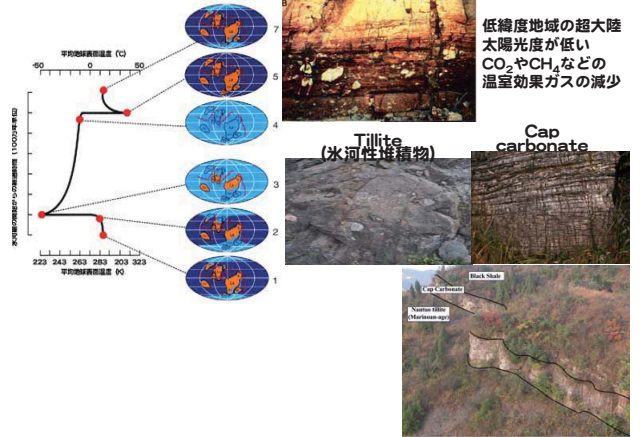 平均地球表面温度 (℃)
-50 0 50
7
5
4
3
2
1
223 243 263 283 203 323
平均地球表面温度 (K)
B
低緯度地域の超大陸
太陽光度が低い
CO₂やCH₄などの
温室効果ガスの減少
Tillite
(氷河性堆積物)
Cap
carbonate
Black Shale
Cap Carbonate
Nantuo tillite
(Marinoan-age)